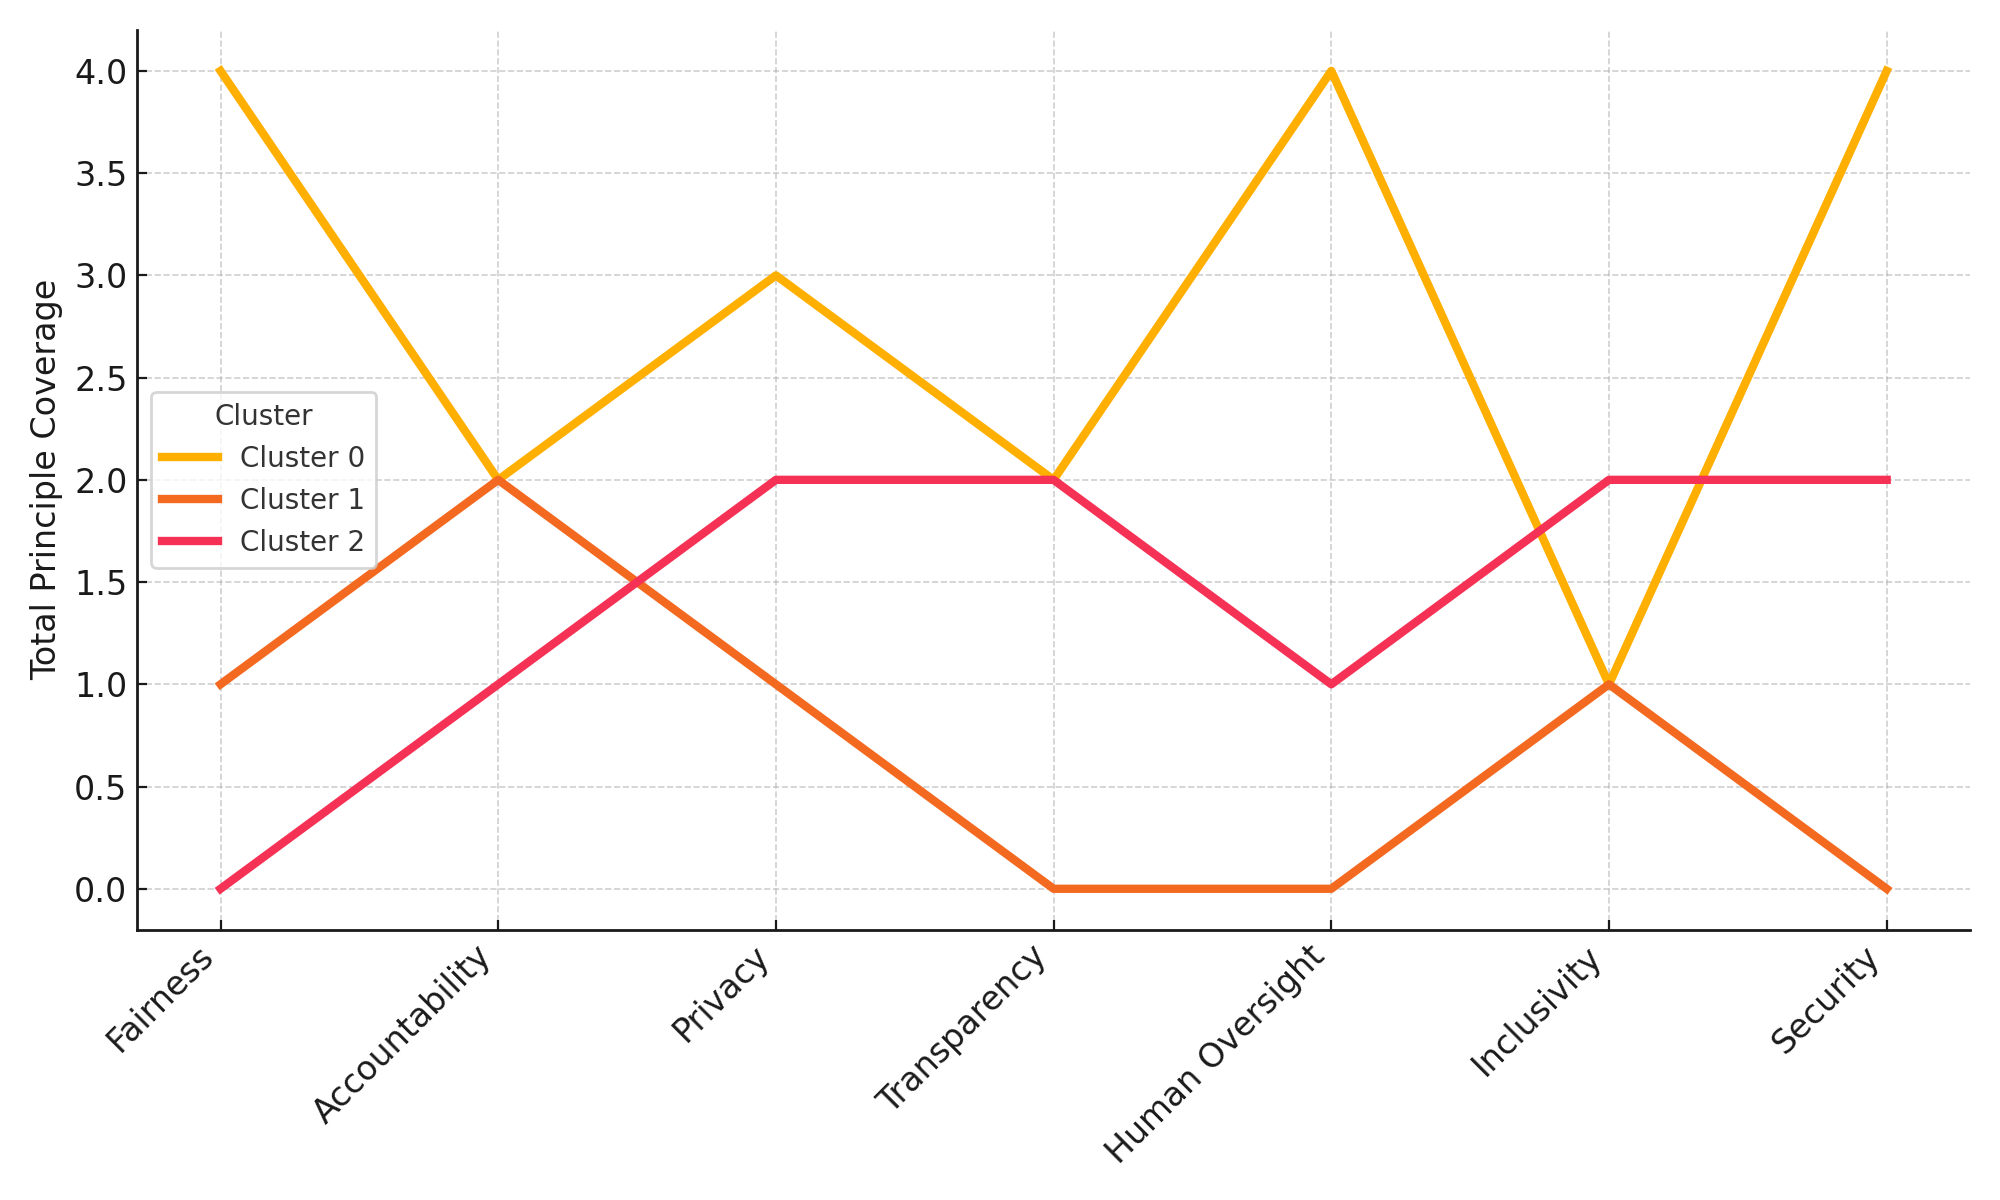 Total Principle Coverage
4.0
3.5
3.0
2.5
2.0
1.5
1.0
0.5
0.0
Cluster
Cluster 0
Cluster 1
Cluster 2
Fairness
Accountability
Privacy
Transparency
Human Oversight
Inclusivity
Security